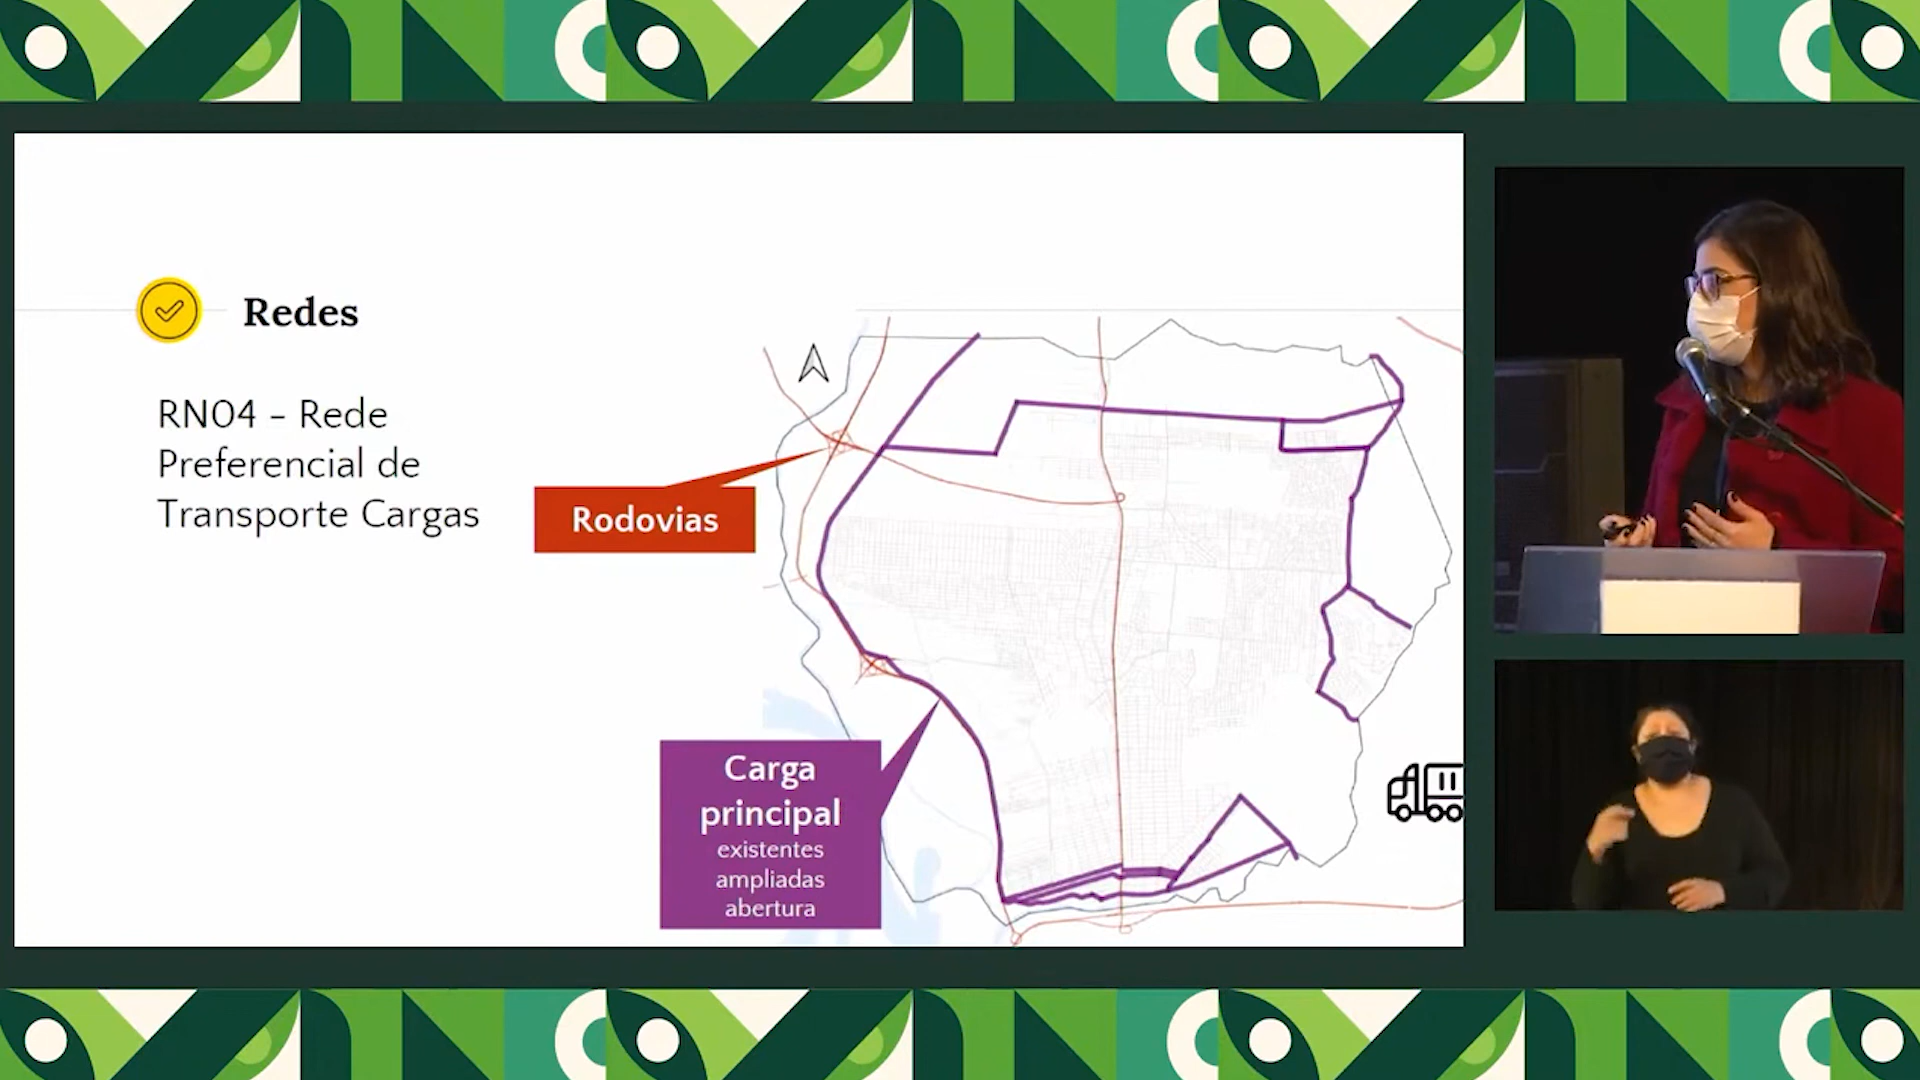 Redes
RN04 - Rede
Preferencial de
Transporte Cargas
Rodovias
Carga
principal
existentes
ampliadas
abertura